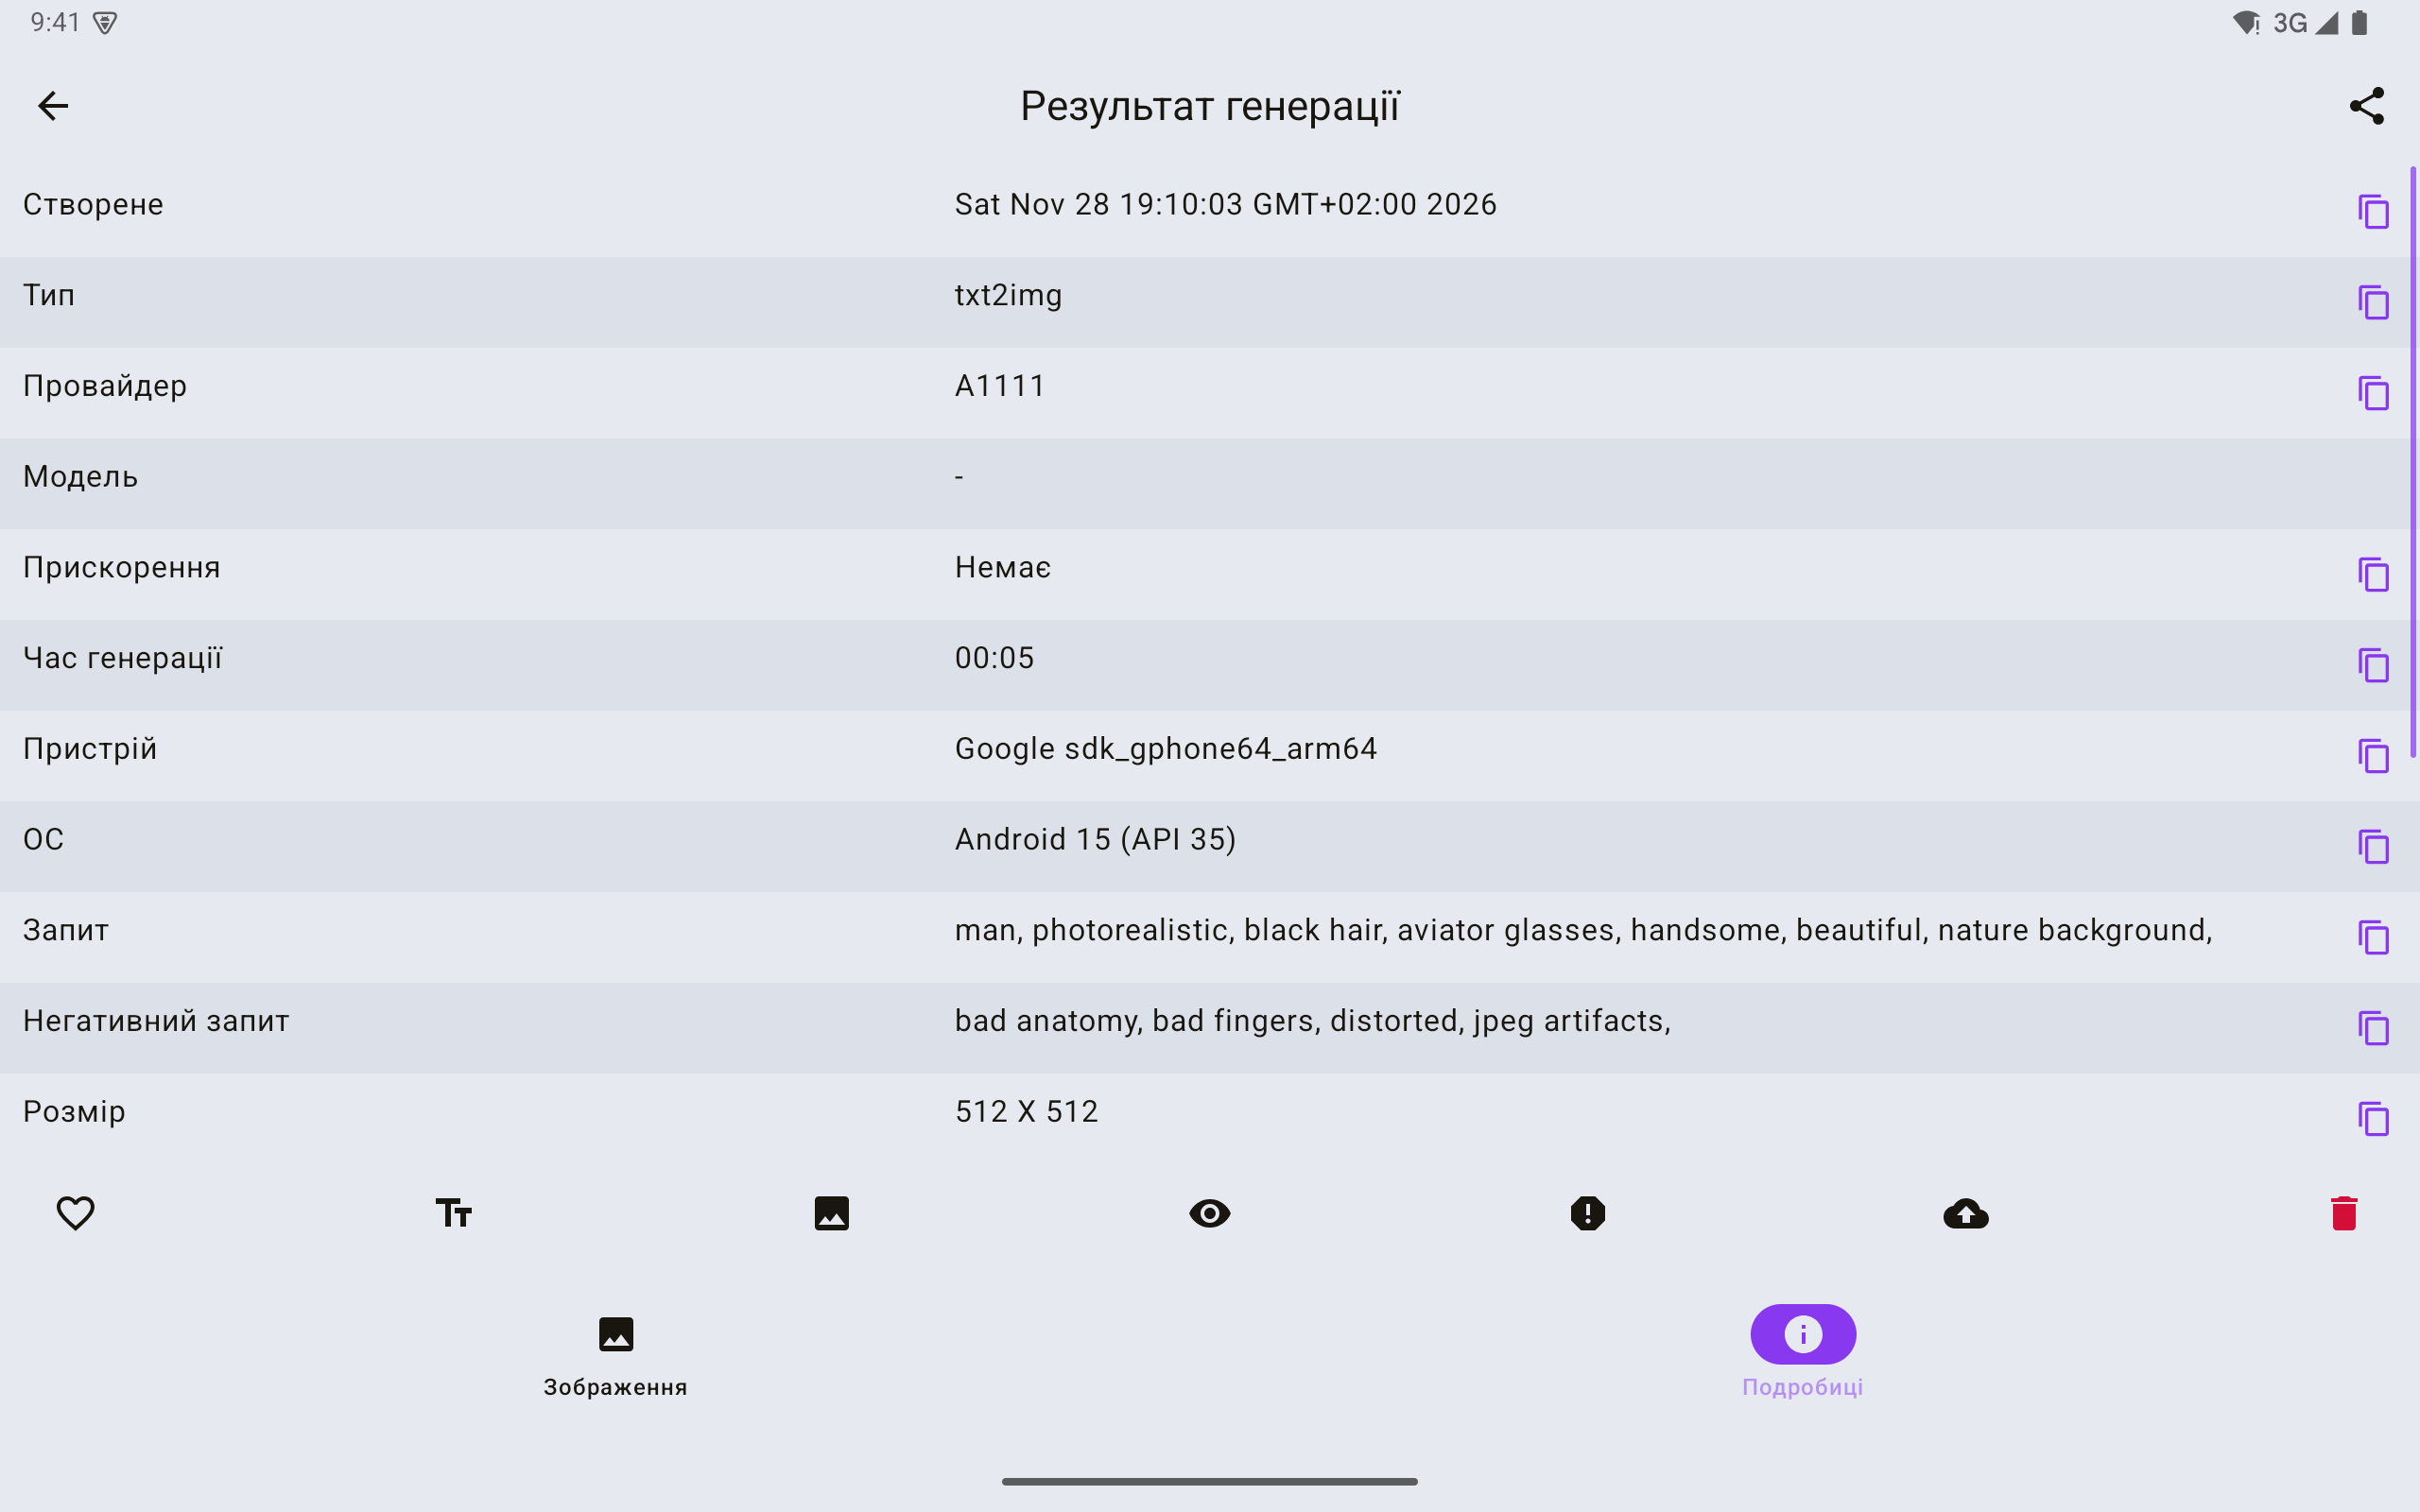 9:41
3G
Результат генерації
Створене Sat Nov 28 19:10:03 GMT+02:00 2026
Тип txt2img
Провайдер A1111
Модель -
Прискорення Немає
Час генерації 00:05
Пристрій Google sdk_gphone64_arm64
ОС Android 15 (API 35)
Запит man, photorealistic, black hair, aviator glasses, handsome, beautiful, nature background,
Негативний запит bad anatomy, bad fingers, distorted, jpeg artifacts,
Розмір 512 X 512
Зображення
Подробиці